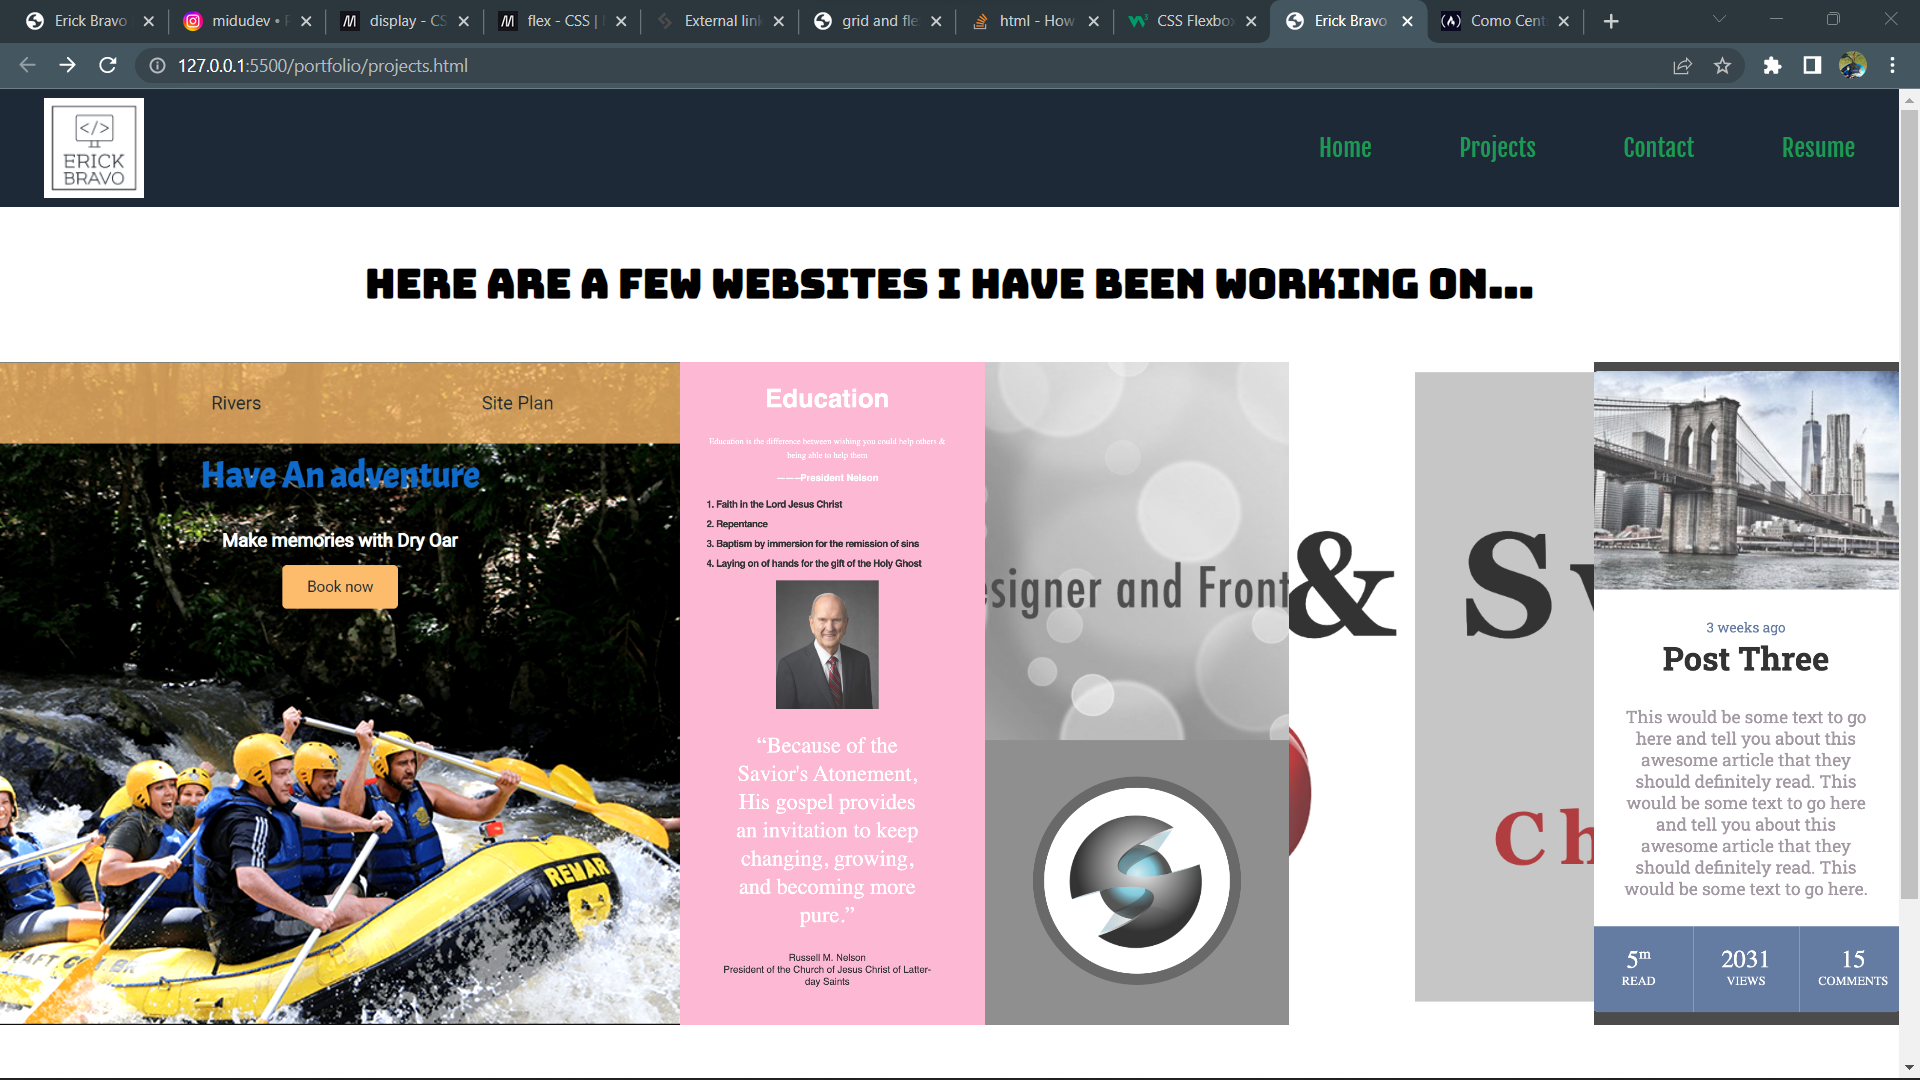 Erick Bravo
midudev • P
display - CS
flex - CSS |
External lin
grid and fle
html - How
CSS Flexbo
Erick Bravo
Como Cent
127.0.0.1:5500/portfolio/projects.html
</>
ERICK
BRAVO
Home
Projects
Contact
Resume
HERE ARE A FEW WEBSITES I HAVE BEEN WORKING ON...
Rivers
Site Plan
Have An adventure
Make memories with Dry Oar
Book now
REMAR
RAFT COM BR
Education
Education is the difference between wishing you could help others &
being able to help them
———President Nelson
1. Faith in the Lord Jesus Christ
2. Repentance
3. Baptism by immersion for the remission of sins
4. Laying on of hands for the gift of the Holy Ghost
“Because of the
Savior's Atonement,
His gospel provides
an invitation to keep
changing, growing,
and becoming more
pure.”
Russell M. Nelson
President of the Church of Jesus Christ of Latter-
day Saints
esigner and Front
& S
Ch
3 weeks ago
Post Three
This would be some text to go
here and tell you about this
awesome article that they
should definitely read. This
would be some text to go here
and tell you about this
awesome article that they
should definitely read. This
would be some text to go here.
5m
READ
2031
VIEWS
15
COMMENTS